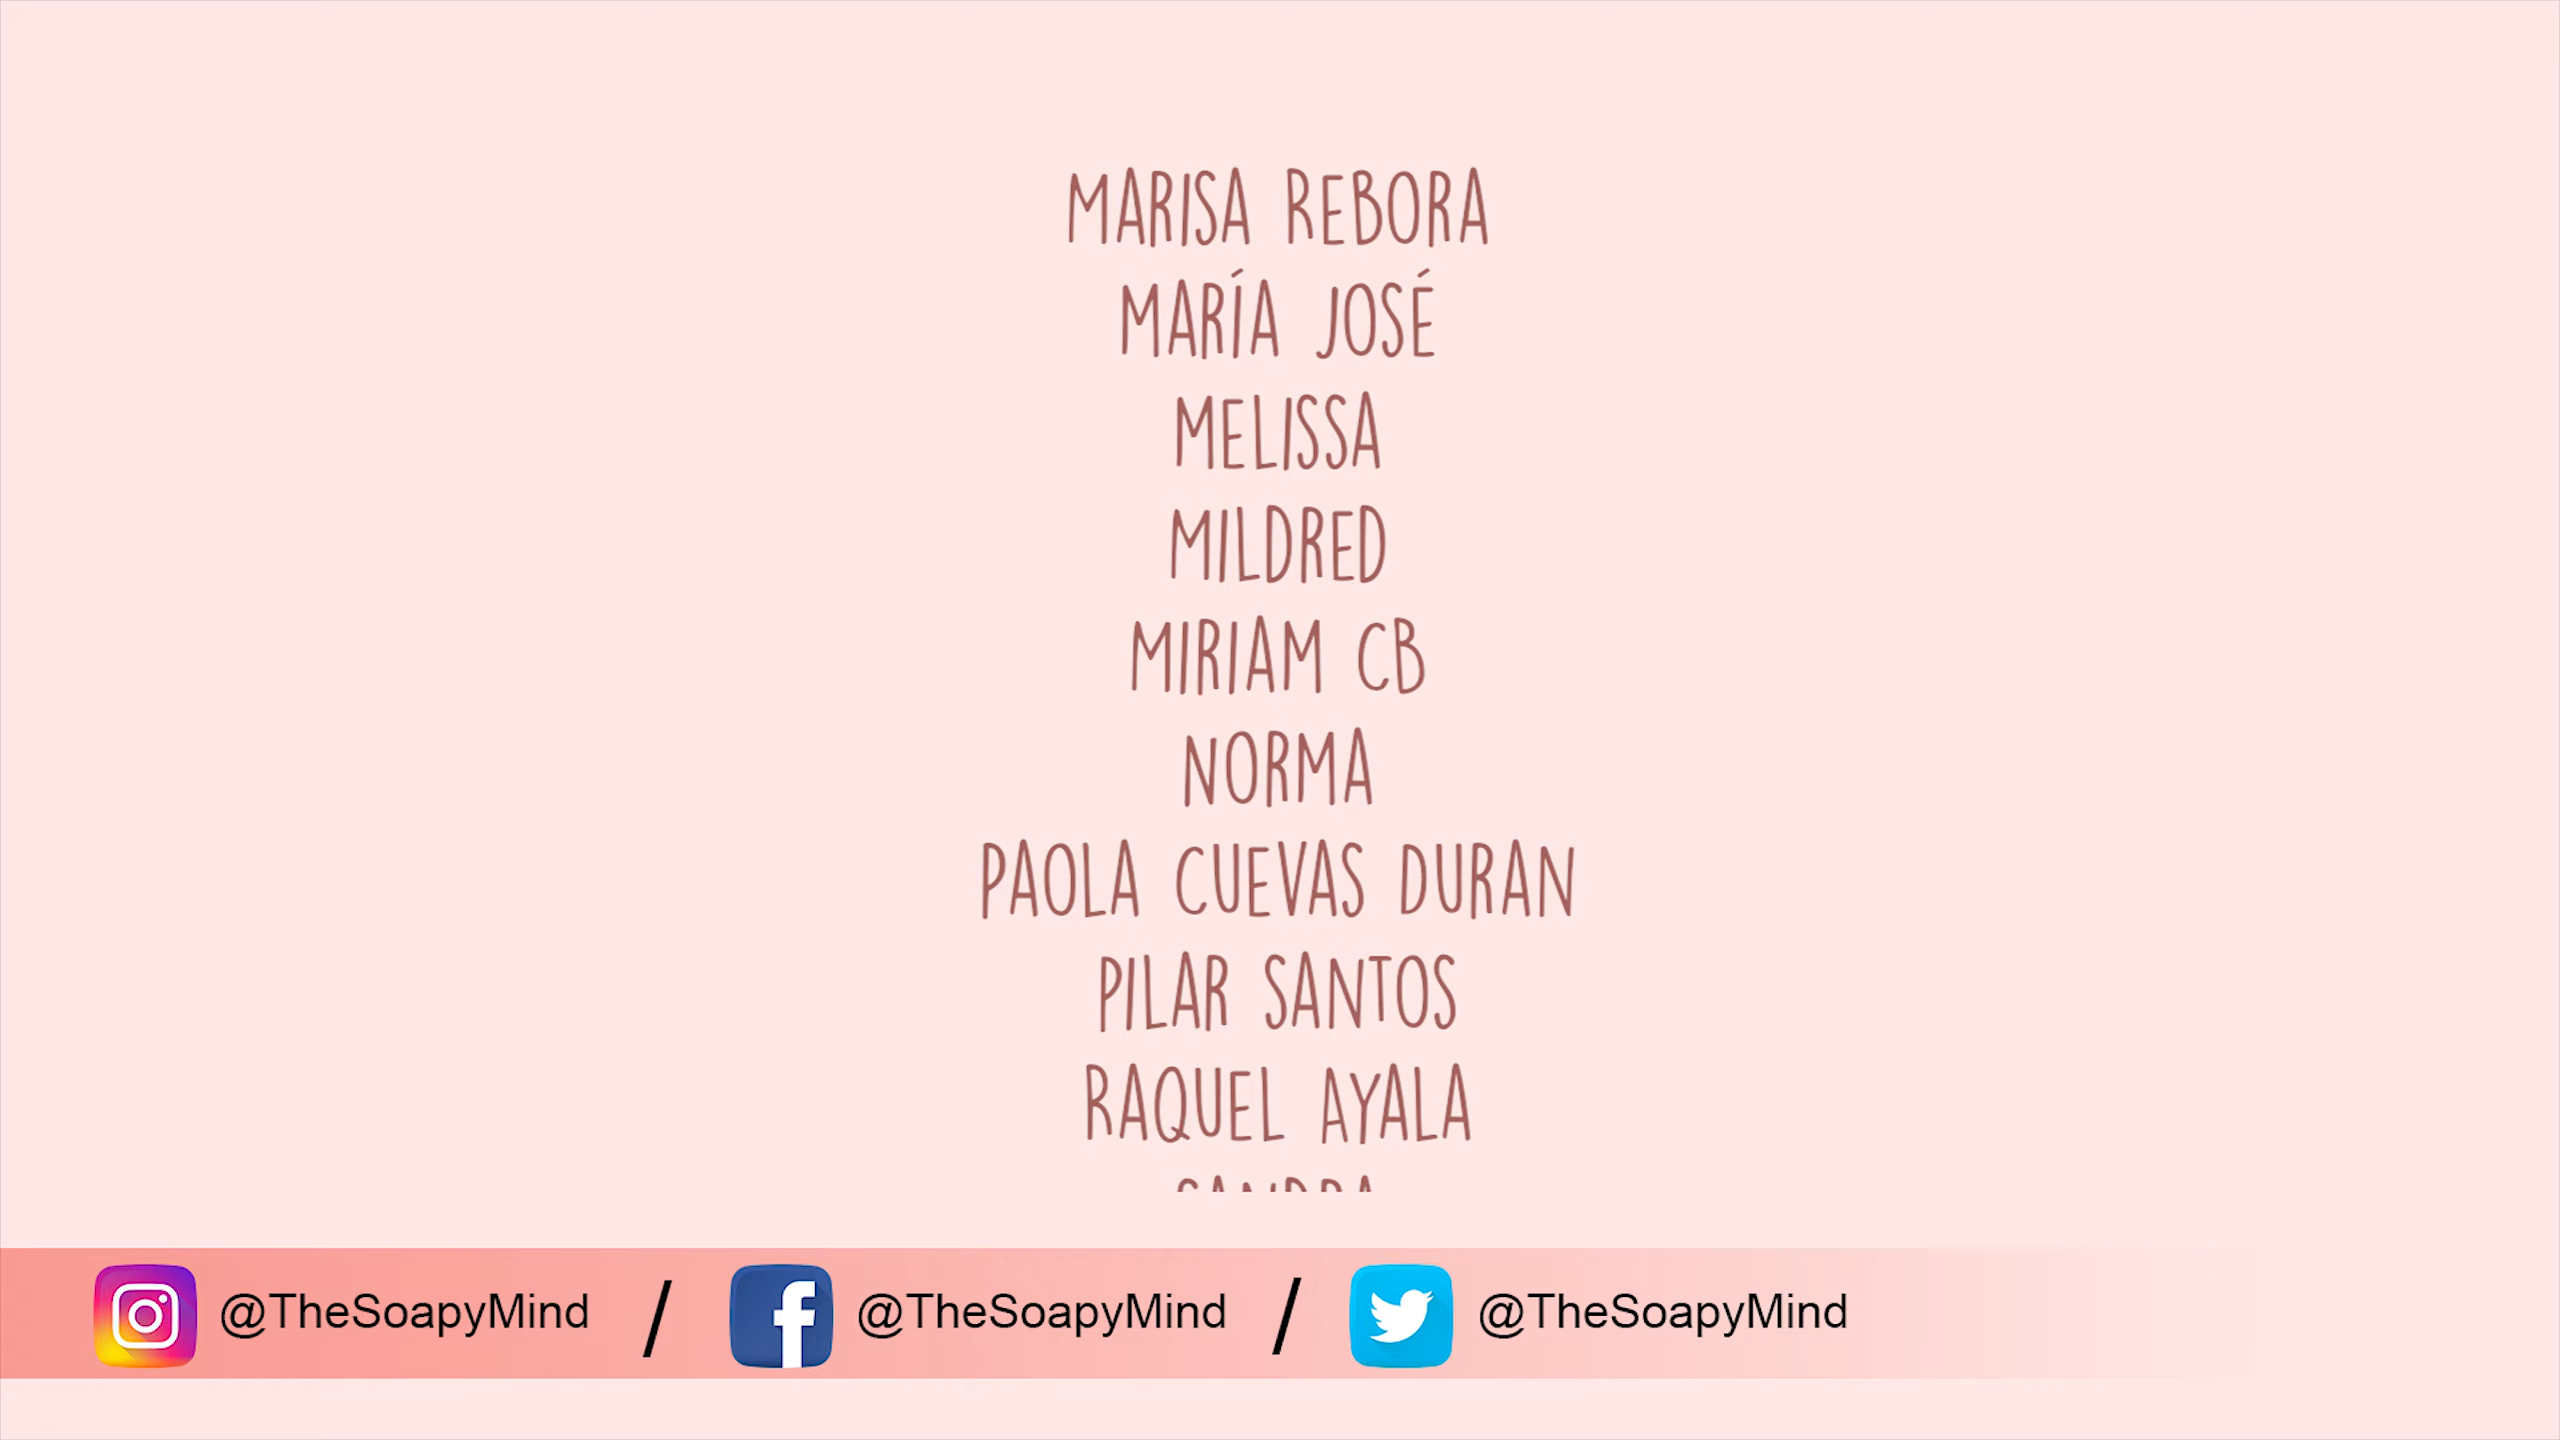 MARISA REBORA
MARÍA JOSÉ
MELISSA
MILDRED
MIRIAM CB
NORMA
PAOLA CUEVAS DURAN
PILAR SANTOS
RAQUEL AYALA
SANDRA
@TheSoapyMind / @TheSoapyMind / @TheSoapyMind